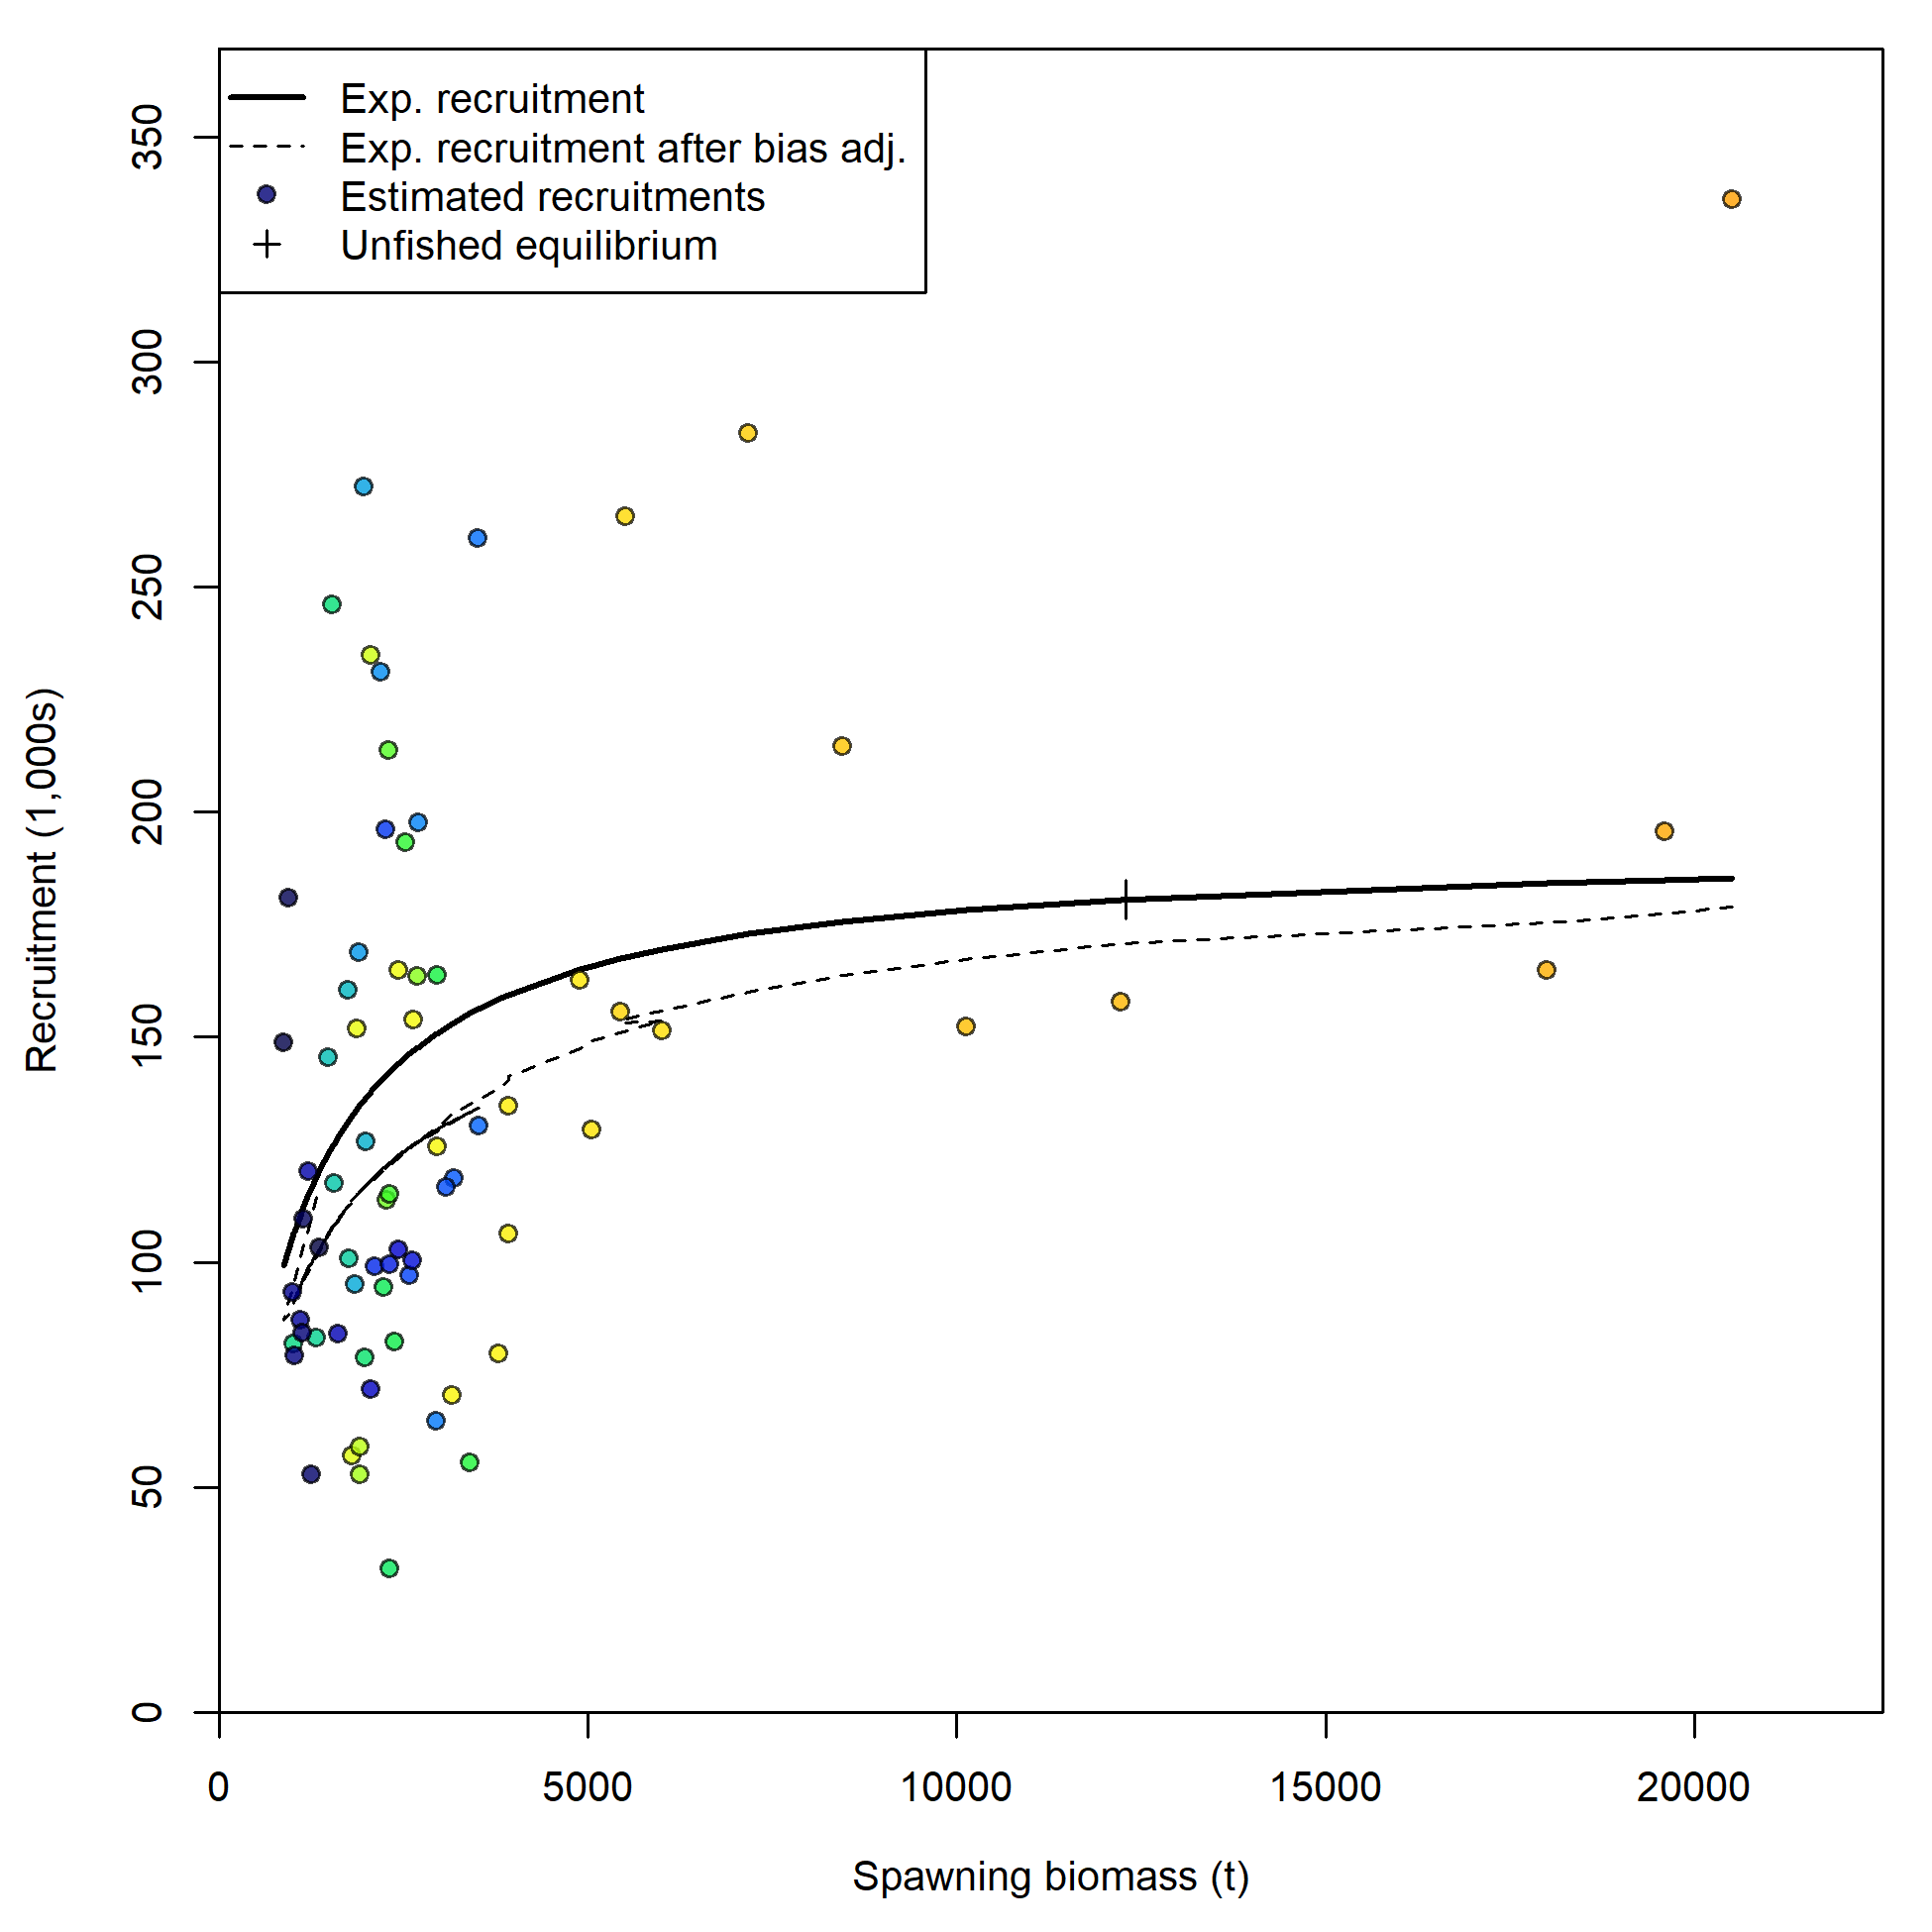 Exp. recruitment
Exp. recruitment after bias adj.
Estimated recruitments
Unfished equilibrium
Recruitment (1,000s)
350
300
250
200
150
100
50
0
0 5000 10000 15000 20000
Spawning biomass (t)